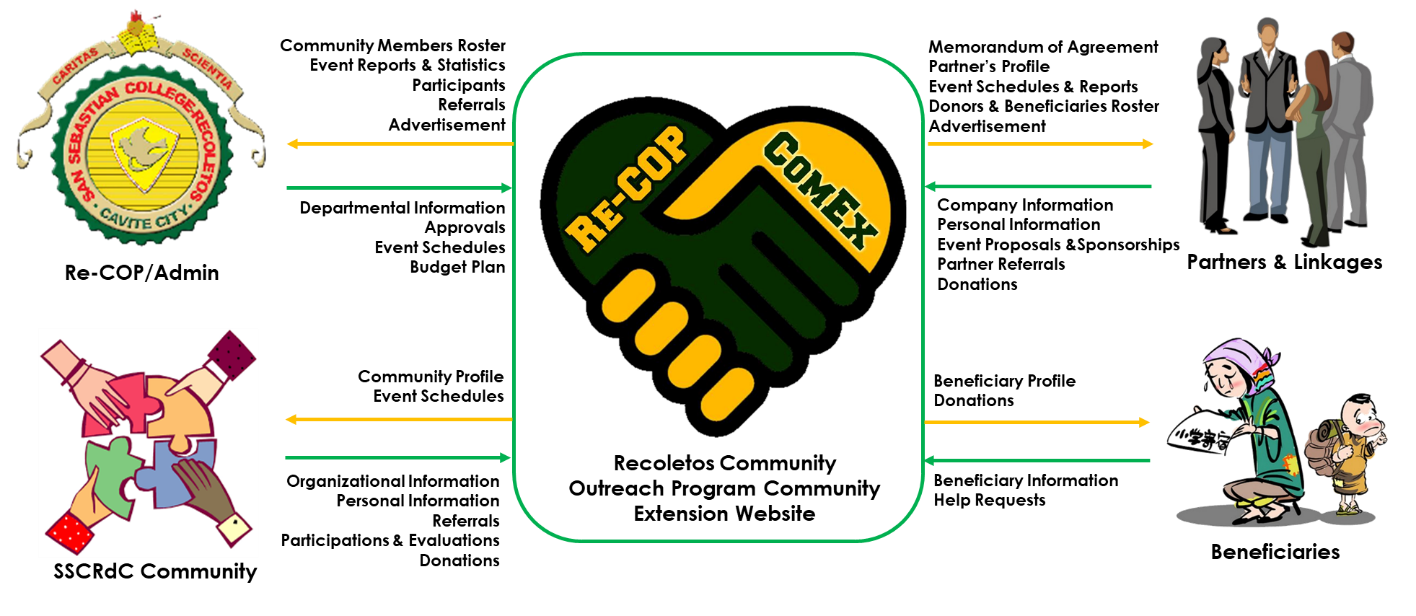 CARITAS
SCIENTIA
SAN SEBASTIAN COLLEGE-RECOLETOS
• CAVITE CITY •
Re-COP/Admin
Community Members Roster
Event Reports & Statistics
Participants
Referrals
Advertisement
Departmental Information
Approvals
Event Schedules
Budget Plan
SSCRdC Community
Community Profile
Event Schedules
Organizational Information
Personal Information
Referrals
Participations & Evaluations
Donations
RE-COP
COMEX
Recoletos Community
Outreach Program Community
Extension Website
Memorandum of Agreement
Partner's Profile
Event Schedules & Reports
Donors & Beneficiaries Roster
Advertisement
Company Information
Personal Information
Event Proposals &Sponsorships
Partner Referrals
Donations
Partners & Linkages
Beneficiary Profile
Donations
Beneficiary Information
Help Requests
Beneficiaries